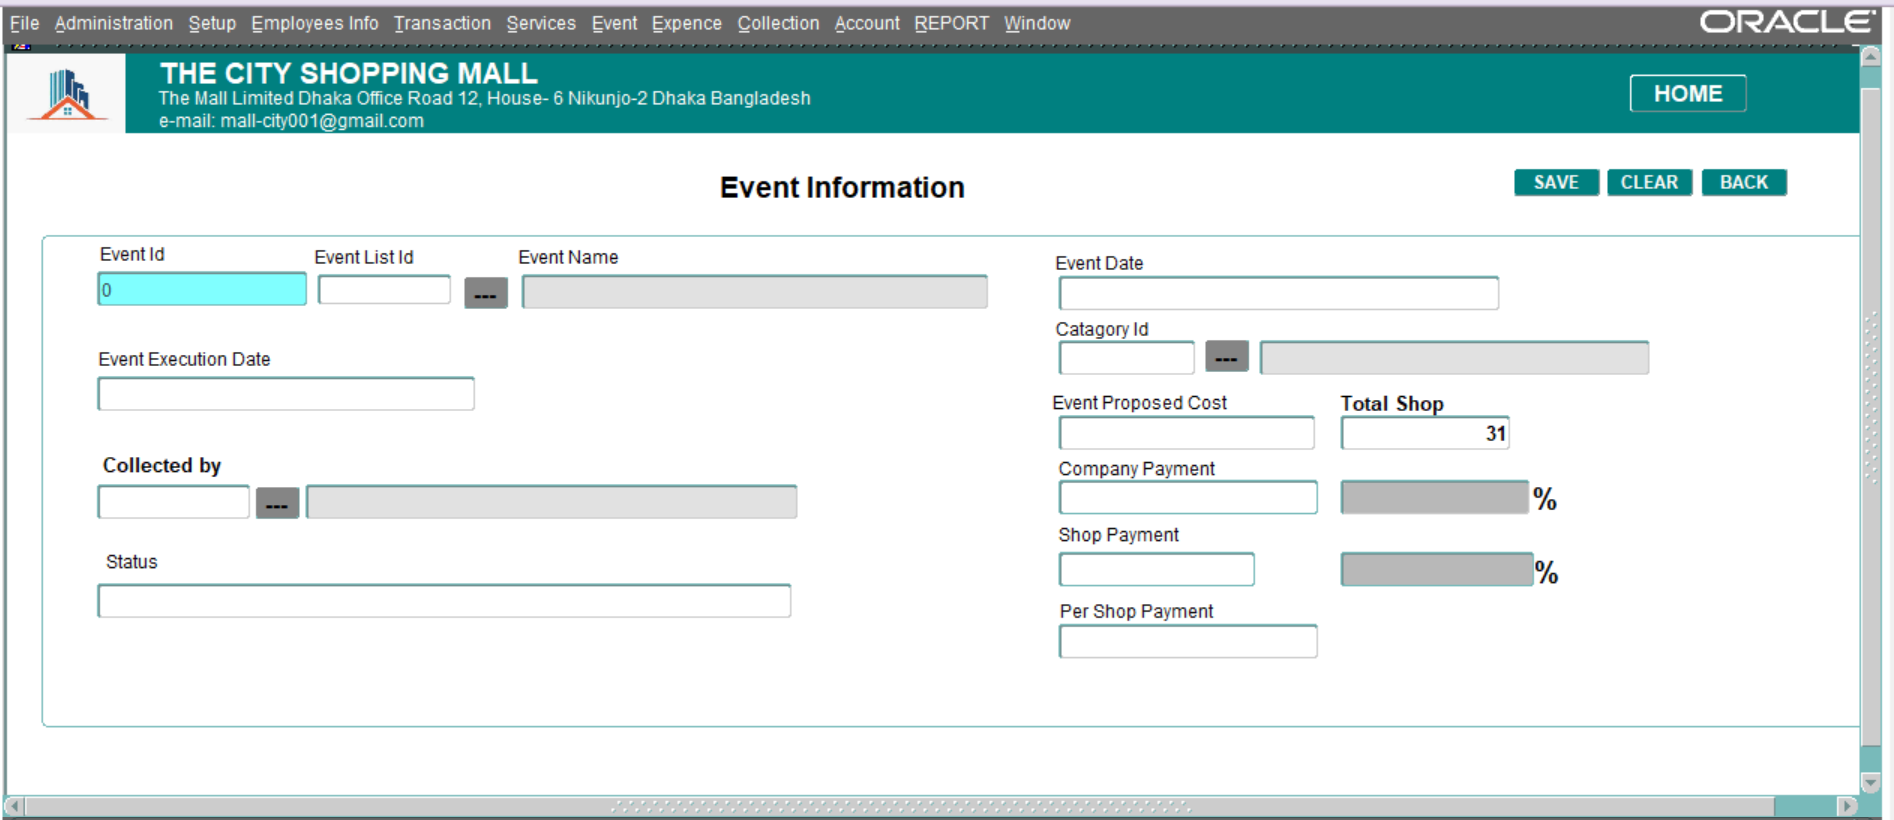 File Administration Setup Employees Info Transaction Services Event Expence Collection Account REPORT Window
ORACLE
THE CITY SHOPPING MALL
The Mall Limited Dhaka Office Road 12, House- 6 Nikunjo-2 Dhaka Bangladesh
e-mail: mall-city001@gmail.com
HOME
Event Information
SAVE CLEAR BACK
Event Id Event List Id Event Name
0 ---
Event Execution Date
Collected by
---
Status
Event Date
Catagory Id
---
Event Proposed Cost Total Shop
31
Company Payment
%
Shop Payment
%
Per Shop Payment